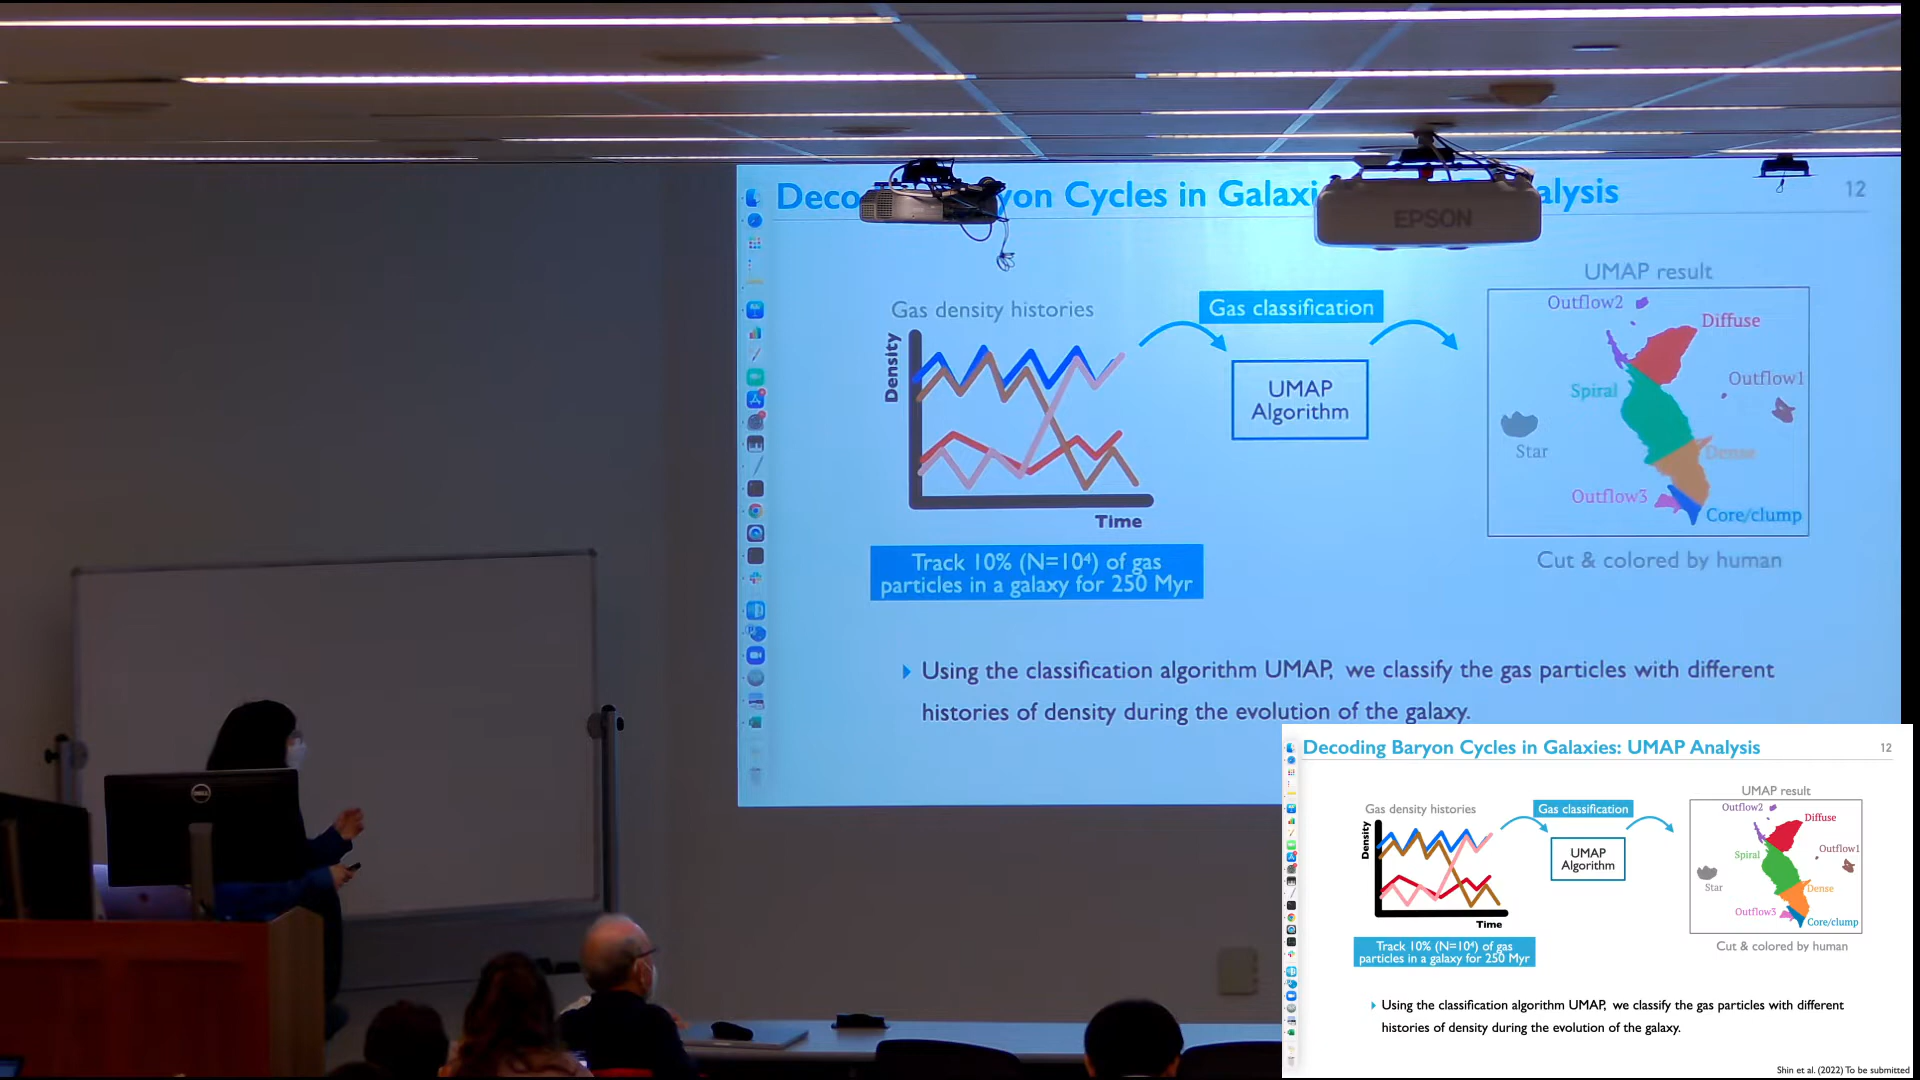 Deco yon Cycles in Galaxi alysis
12
EPSON
UMAP result
Gas density histories
Gas classification
Outflow2
Diffuse
Density
UMAP
Algorithm
Outflow1
Spiral
Star
Dense
Outflow3
Core/clump
Time
Cut & colored by human
Track 10% (N=10⁴) of gas
particles in a galaxy for 250 Myr
Using the classification algorithm UMAP, we classify the gas particles with different
histories of density during the evolution of the galaxy.
DELL
Decoding Baryon Cycles in Galaxies: UMAP Analysis
12
UMAP result
Gas density histories
Gas classification
Outflow2
Diffuse
Density
UMAP
Algorithm
Outflow1
Spiral
Star
Dense
Outflow3
Core/clump
Time
Cut & colored by human
Track 10% (N=10⁴) of gas
particles in a galaxy for 250 Myr
Using the classification algorithm UMAP, we classify the gas particles with different
histories of density during the evolution of the galaxy.
Shin et al. (2022) To be submitted